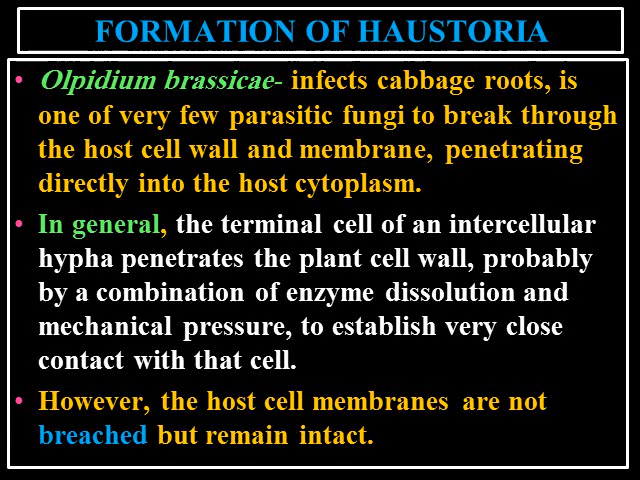 FORMATION OF HAUSTORIA
• Olpidium brassicae- infects cabbage roots, is
one of very few parasitic fungi to break through
the host cell wall and membrane, penetrating
directly into the host cytoplasm.
• In general, the terminal cell of an intercellular
hypha penetrates the plant cell wall, probably
by a combination of enzyme dissolution and
mechanical pressure, to establish very close
contact with that cell.
• However, the host cell membranes are not
breached but remain intact.